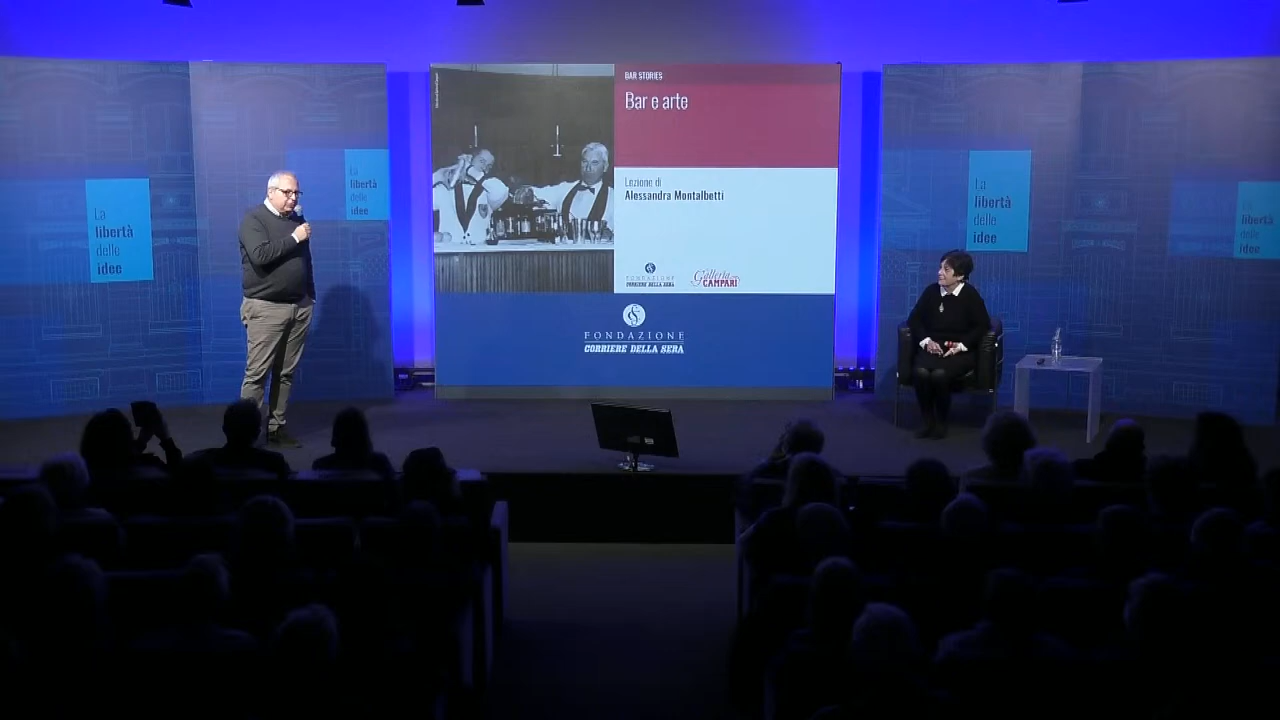 La
libertà
delle
idee
La
libertà
delle
idee
BAR STORIES
Bar e arte
Lezione di
Alessandra Montalbetti
FONDAZIONE
CORRIERE DELLA SERA
Galleria
CAMPARI
FONDAZIONE
CORRIERE DELLA SERA
La
libertà
delle
idee
La
libertà
delle
idee